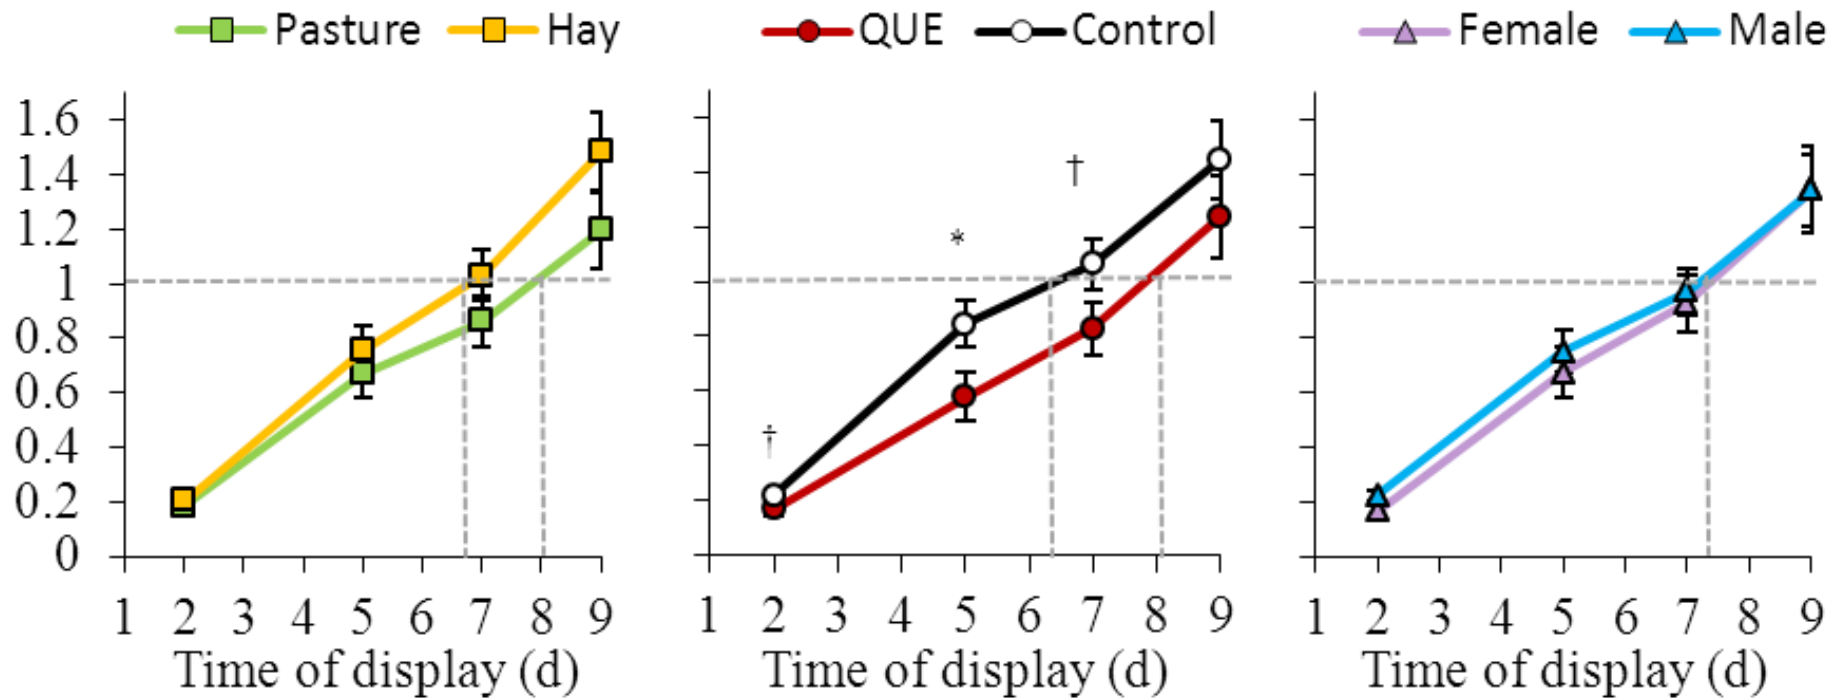 Pasture Hay
QUE Control
Female Male
1.6
1.4
1.2
1
0.8
0.6
0.4
0.2
0
†
*
†
1 2 3 4 5 6 7 8 9
1 2 3 4 5 6 7 8 9
1 2 3 4 5 6 7 8 9
Time of display (d)
Time of display (d)
Time of display (d)